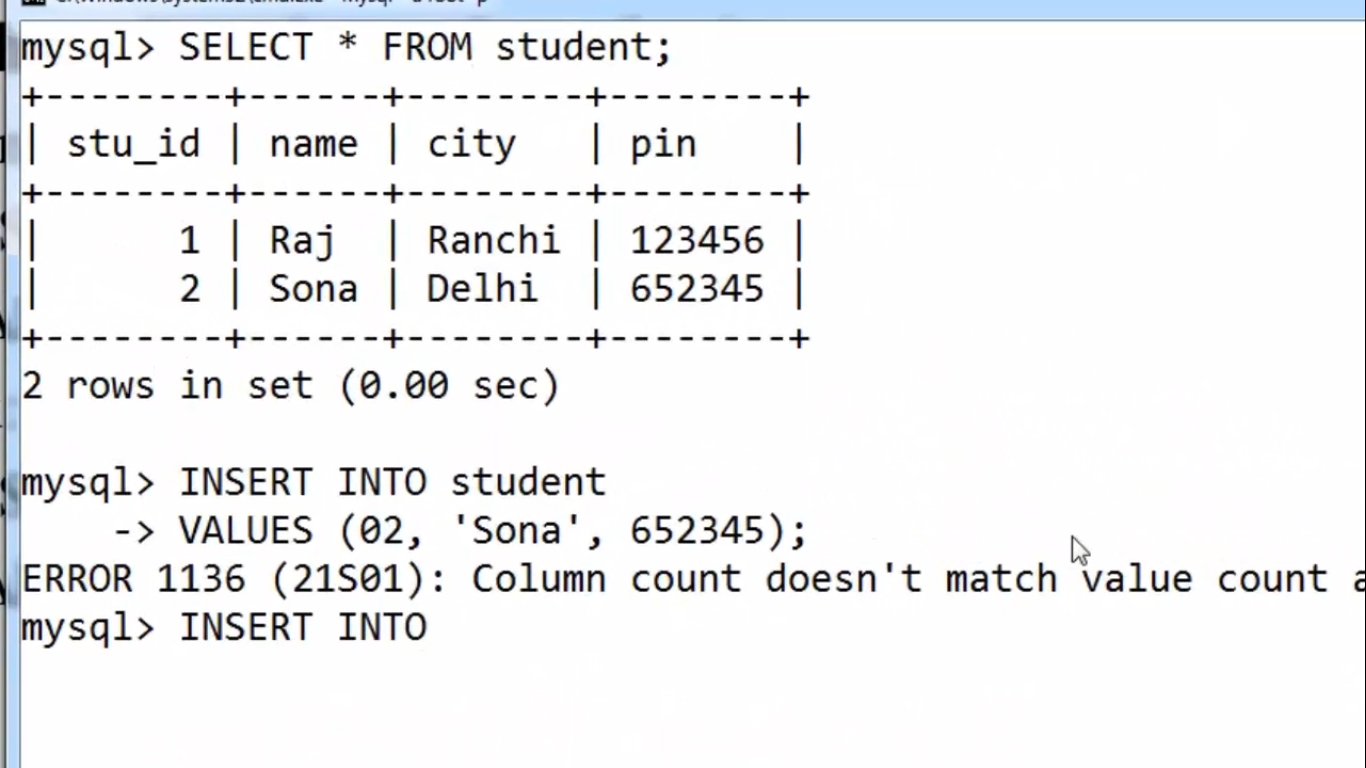 mysql> SELECT * FROM student;
+--------+------+--------+--------+
| stu_id | name | city   | pin    |
+--------+------+--------+--------+
|      1 | Raj  | Ranchi | 123456 |
|      2 | Sona | Delhi  | 652345 |
+--------+------+--------+--------+
2 rows in set (0.00 sec)
mysql> INSERT INTO student
    -> VALUES (02, 'Sona', 652345);
ERROR 1136 (21S01): Column count doesn't match value count a
mysql> INSERT INTO